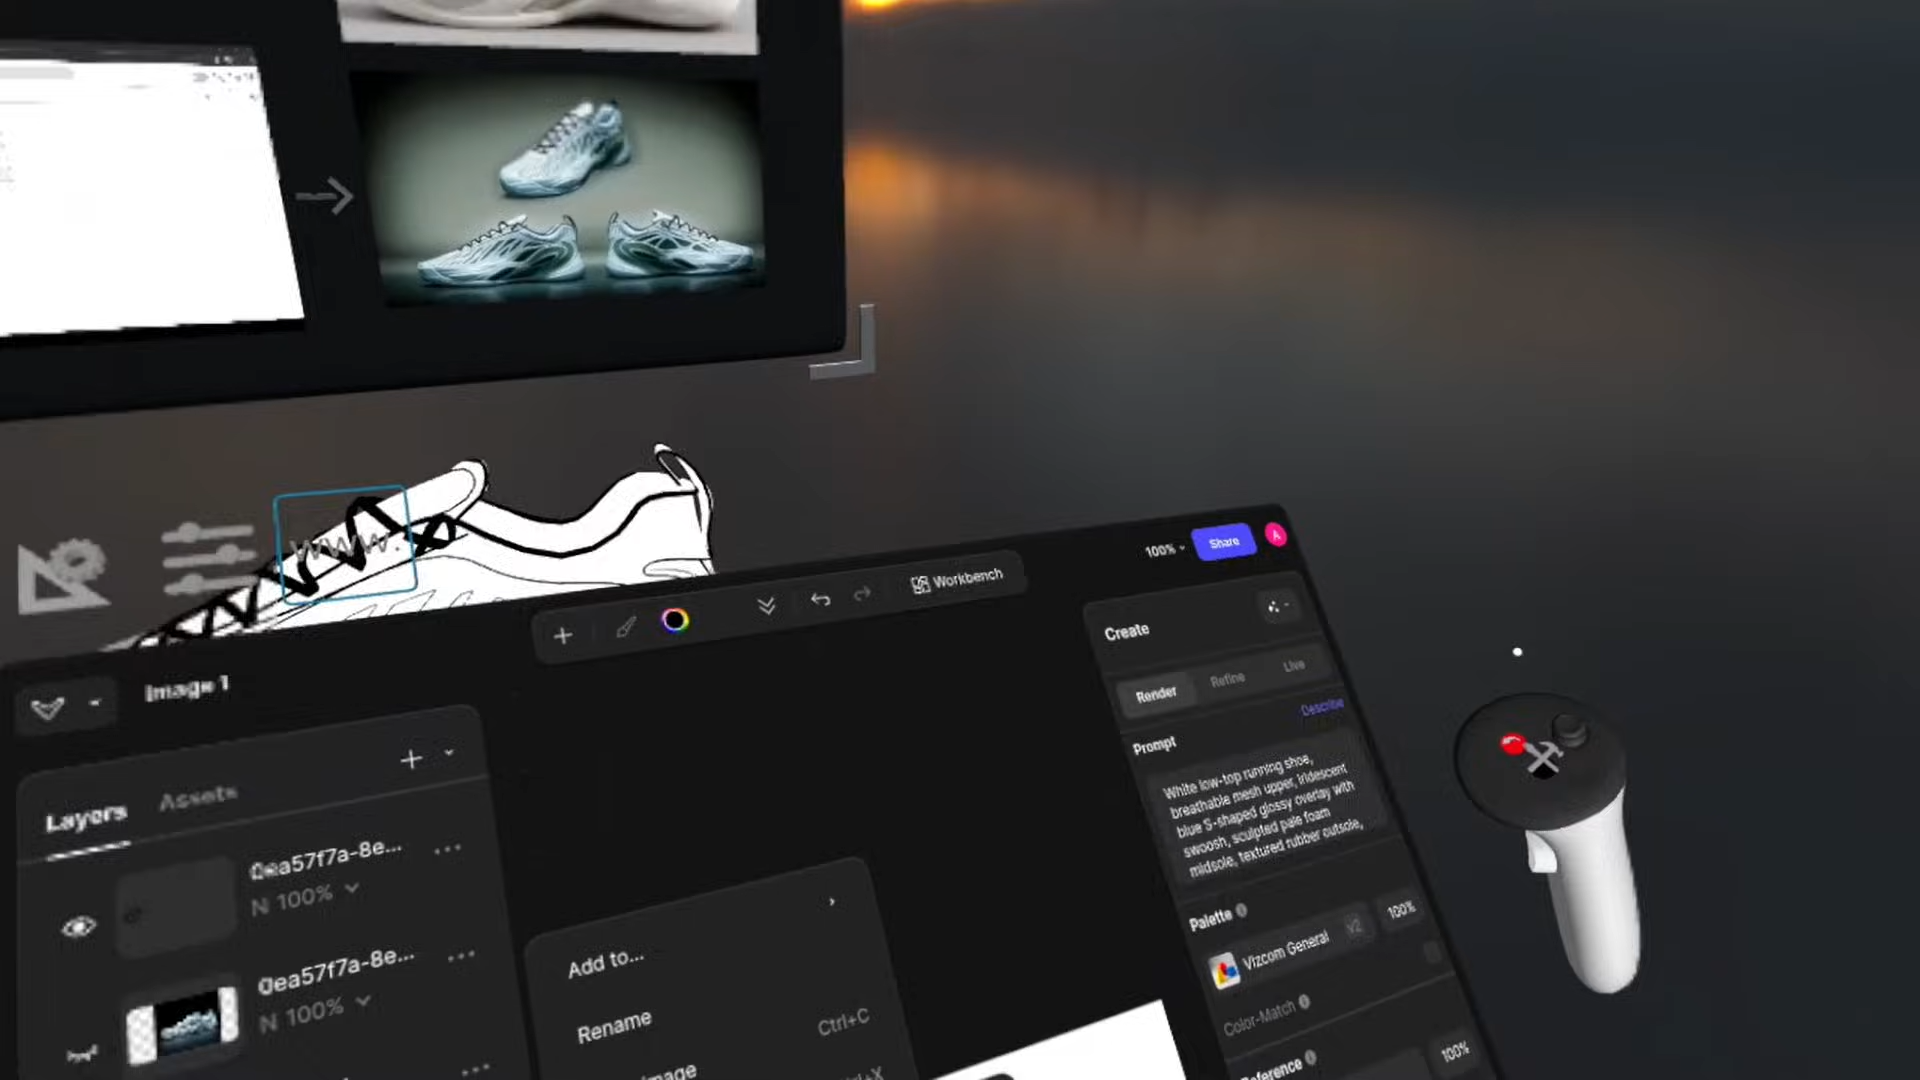 www.
100%
Share
A
Workbench
Create
Image 1
Render
Refine
Live
Describe
Prompt
White low-top running shoe,
breathable mesh upper, iridescent
blue S-shaped glossy overlay with
swoosh, sculpted pale foam
midsole, textured rubber outsole,
Layers
Assets
0ea57f7a-8e...
N 100%
0ea57f7a-8e...
N 100%
Add to...
Rename
Ctrl+C
Palette
Vizcom General
v2
100%
Color-Match
100%